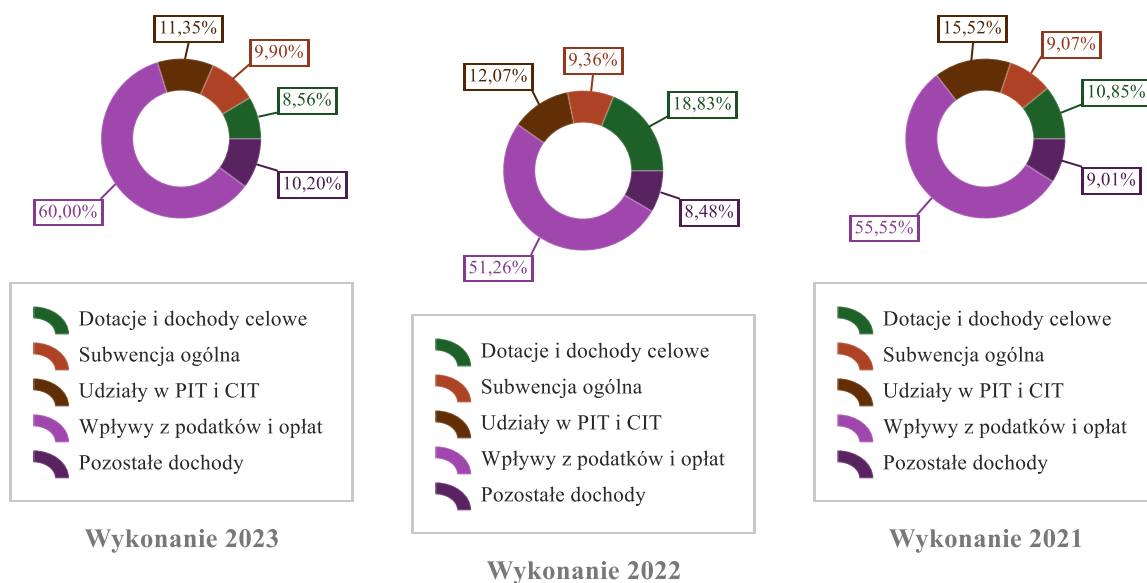 11,35%
9,90%
8,56%
10,20%
60,00%
Dotacje i dochody celowe
Subwencja ogólna
Udziały w PIT i CIT
Wpływy z podatków i opłat
Pozostałe dochody
Wykonanie 2023
12,07%
9,36%
18,83%
8,48%
51,26%
Dotacje i dochody celowe
Subwencja ogólna
Udziały w PIT i CIT
Wpływy z podatków i opłat
Pozostałe dochody
Wykonanie 2022
15,52%
9,07%
10,85%
9,01%
55,55%
Dotacje i dochody celowe
Subwencja ogólna
Udziały w PIT i CIT
Wpływy z podatków i opłat
Pozostałe dochody
Wykonanie 2021